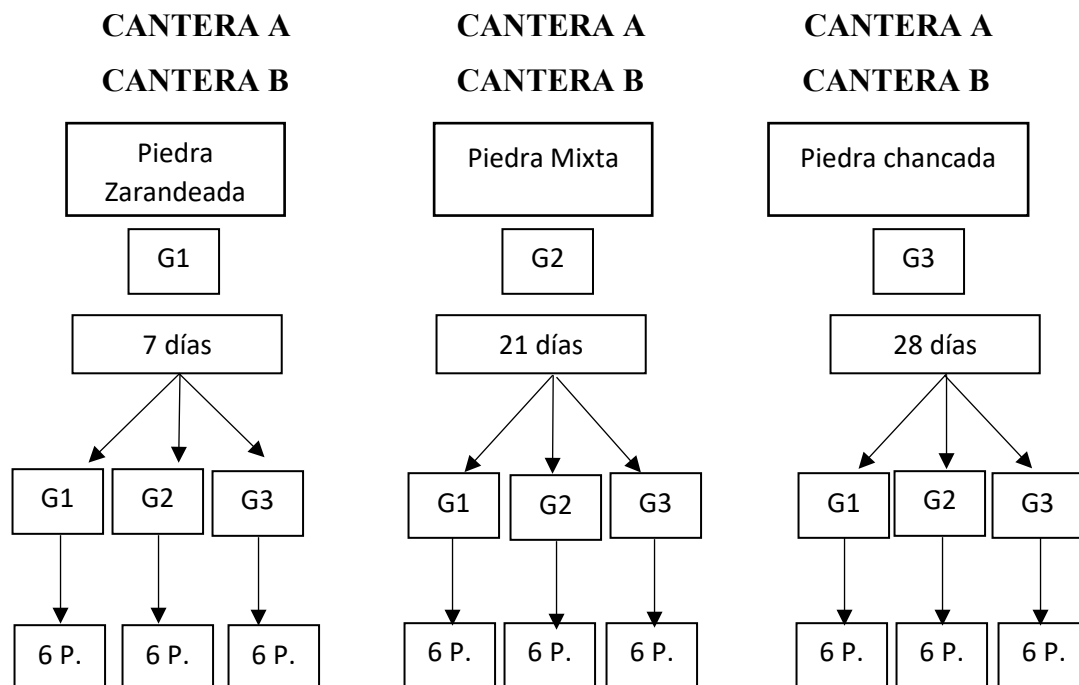 CANTERA A CANTERA A CANTERA A
CANTERA B CANTERA B CANTERA B
Piedra
Zarandeada
Piedra Mixta
Piedra chancada
G1 G2 G3
7 días 21 días 28 días
G1 G2 G3 G1 G2 G3 G1 G2 G3
6 P. 6 P. 6 P. 6 P. 6 P. 6 P. 6 P. 6 P. 6 P.